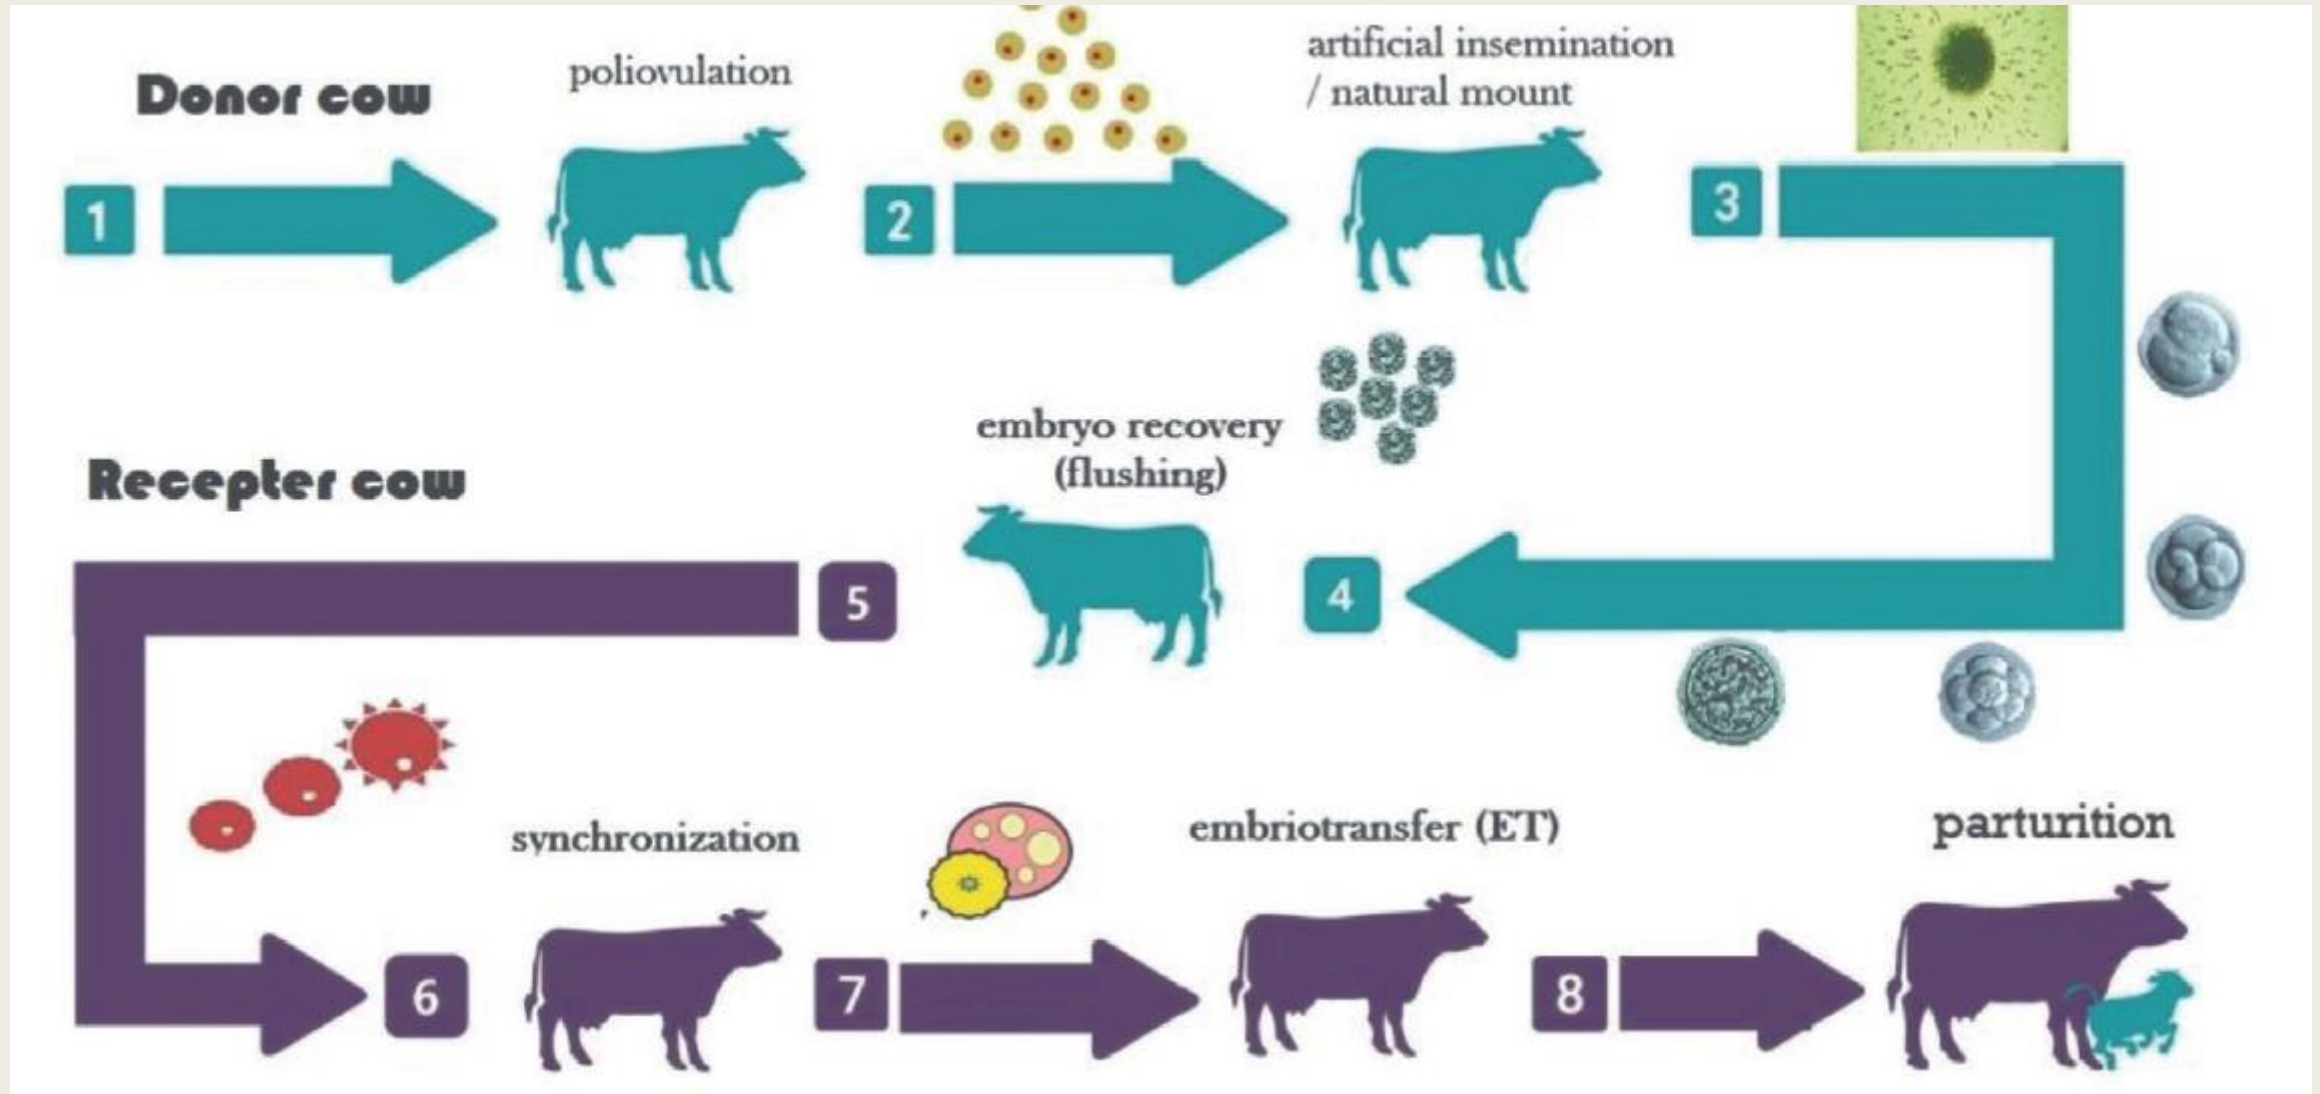 Donor cow
poliovulation
artificial insemination
/ natural mount
1
2
3
embryo recovery
(flushing)
Recepter cow
5
4
synchronization
embriotransfer (ET)
parturition
6
7
8